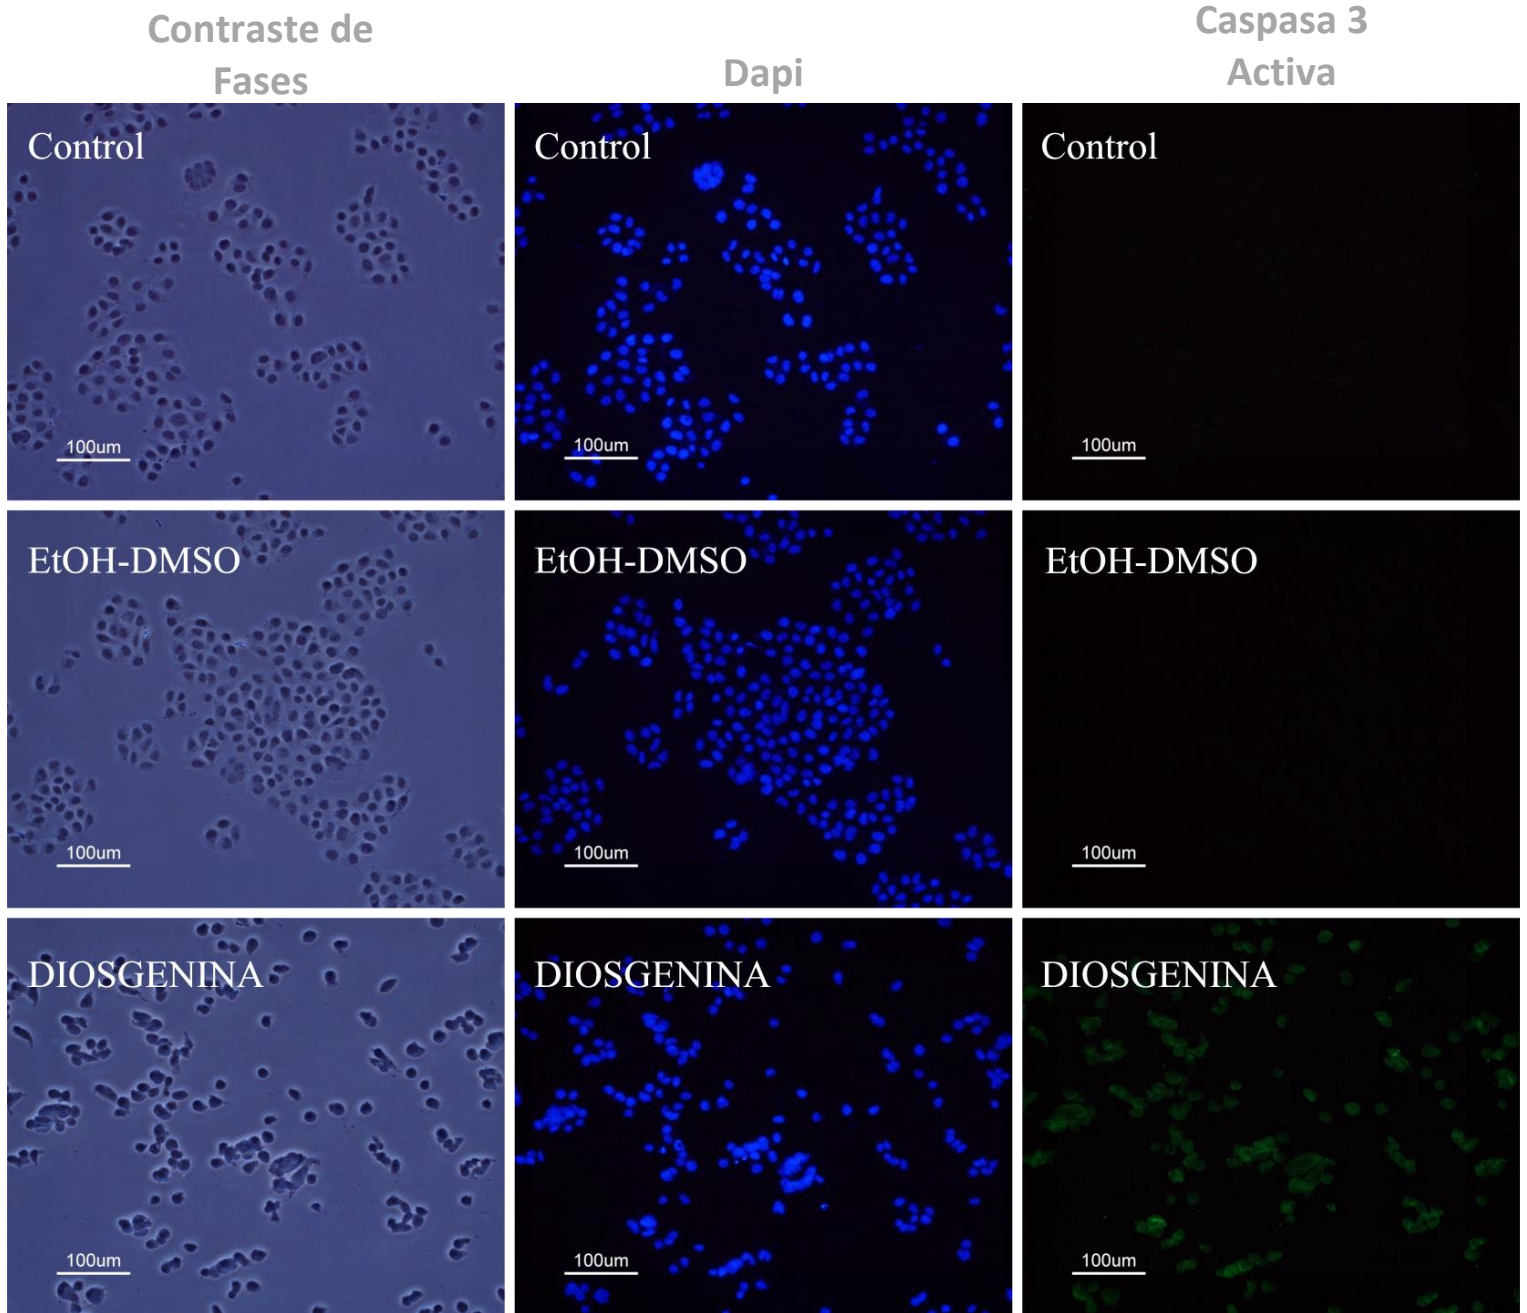 Contraste de
Fases
Dapi
Caspasa 3
Activa
Control
Control
Control
100um
100um
100um
EtOH-DMSO
EtOH-DMSO
EtOH-DMSO
100um
100um
100um
DIOSGENINA
DIOSGENINA
DIOSGENINA
100um
100um
100um